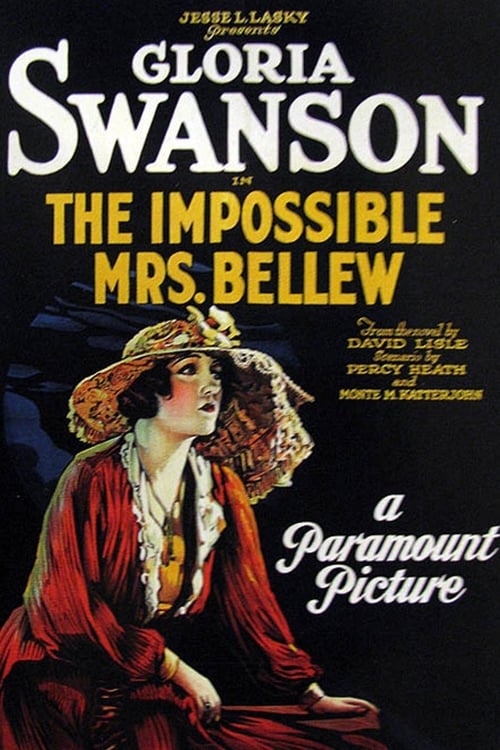 JESSE L. LASKY
Presents
GLORIA
SWANSON
IN
THE IMPOSSIBLE
MRS. BELLEW
From the novel by
DAVID LISLE
Scenario by
PERCY HEATH
and
MONTE M. KATTERJOHN
a
Paramount
Picture